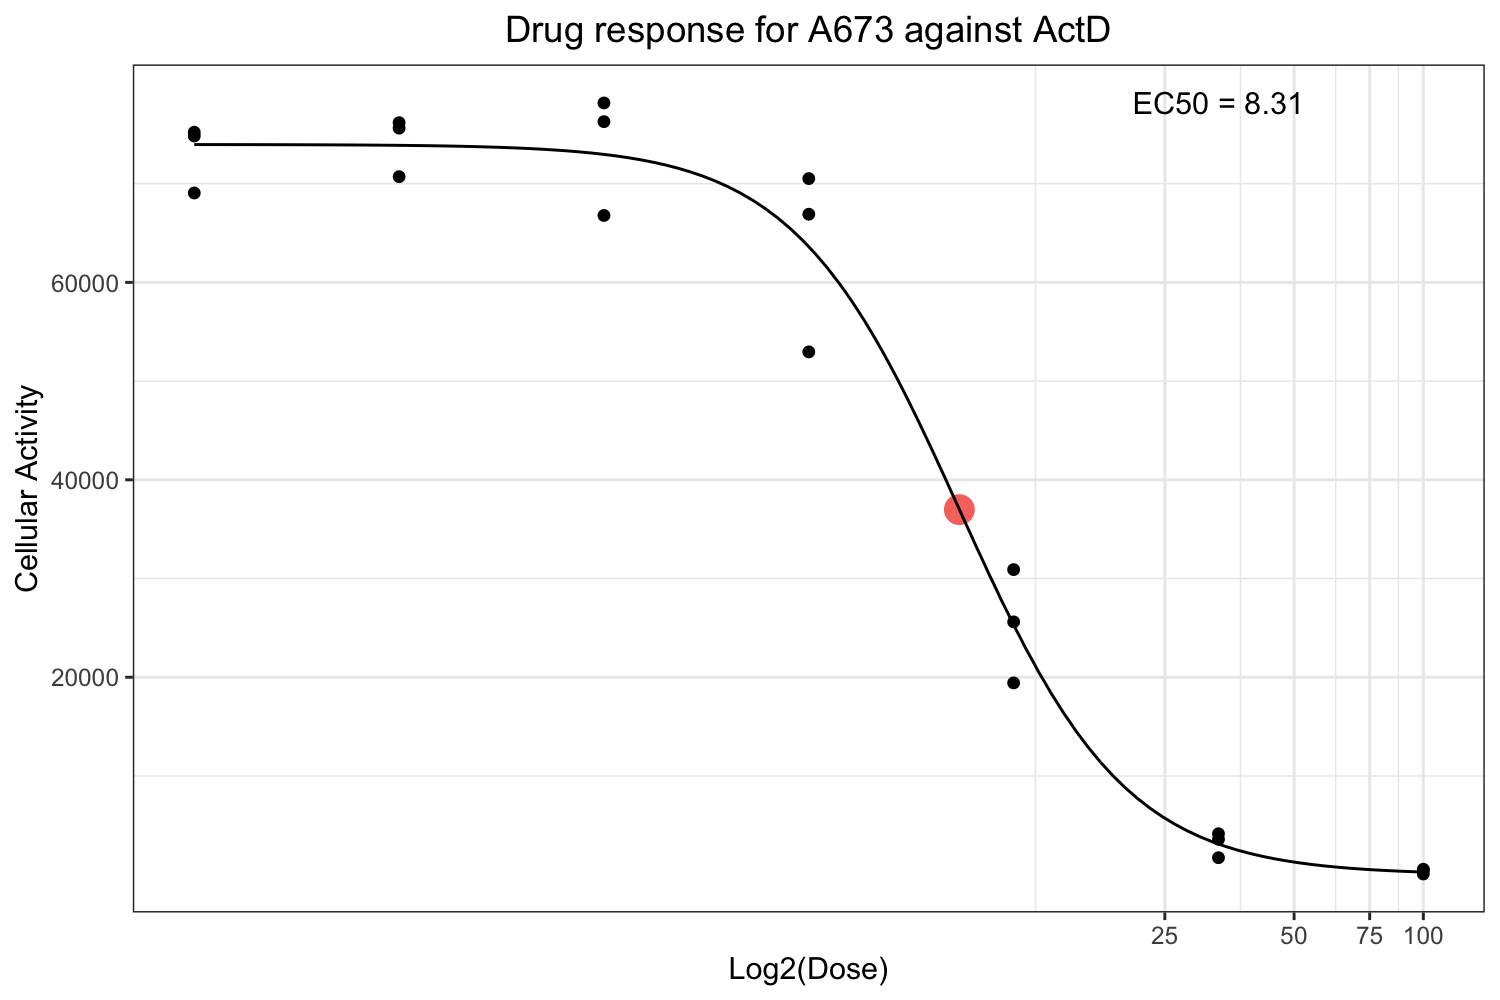 Drug response for A673 against ActD
EC50 = 8.31
60000
40000
20000
Cellular Activity
25 50 75 100
Log2(Dose)